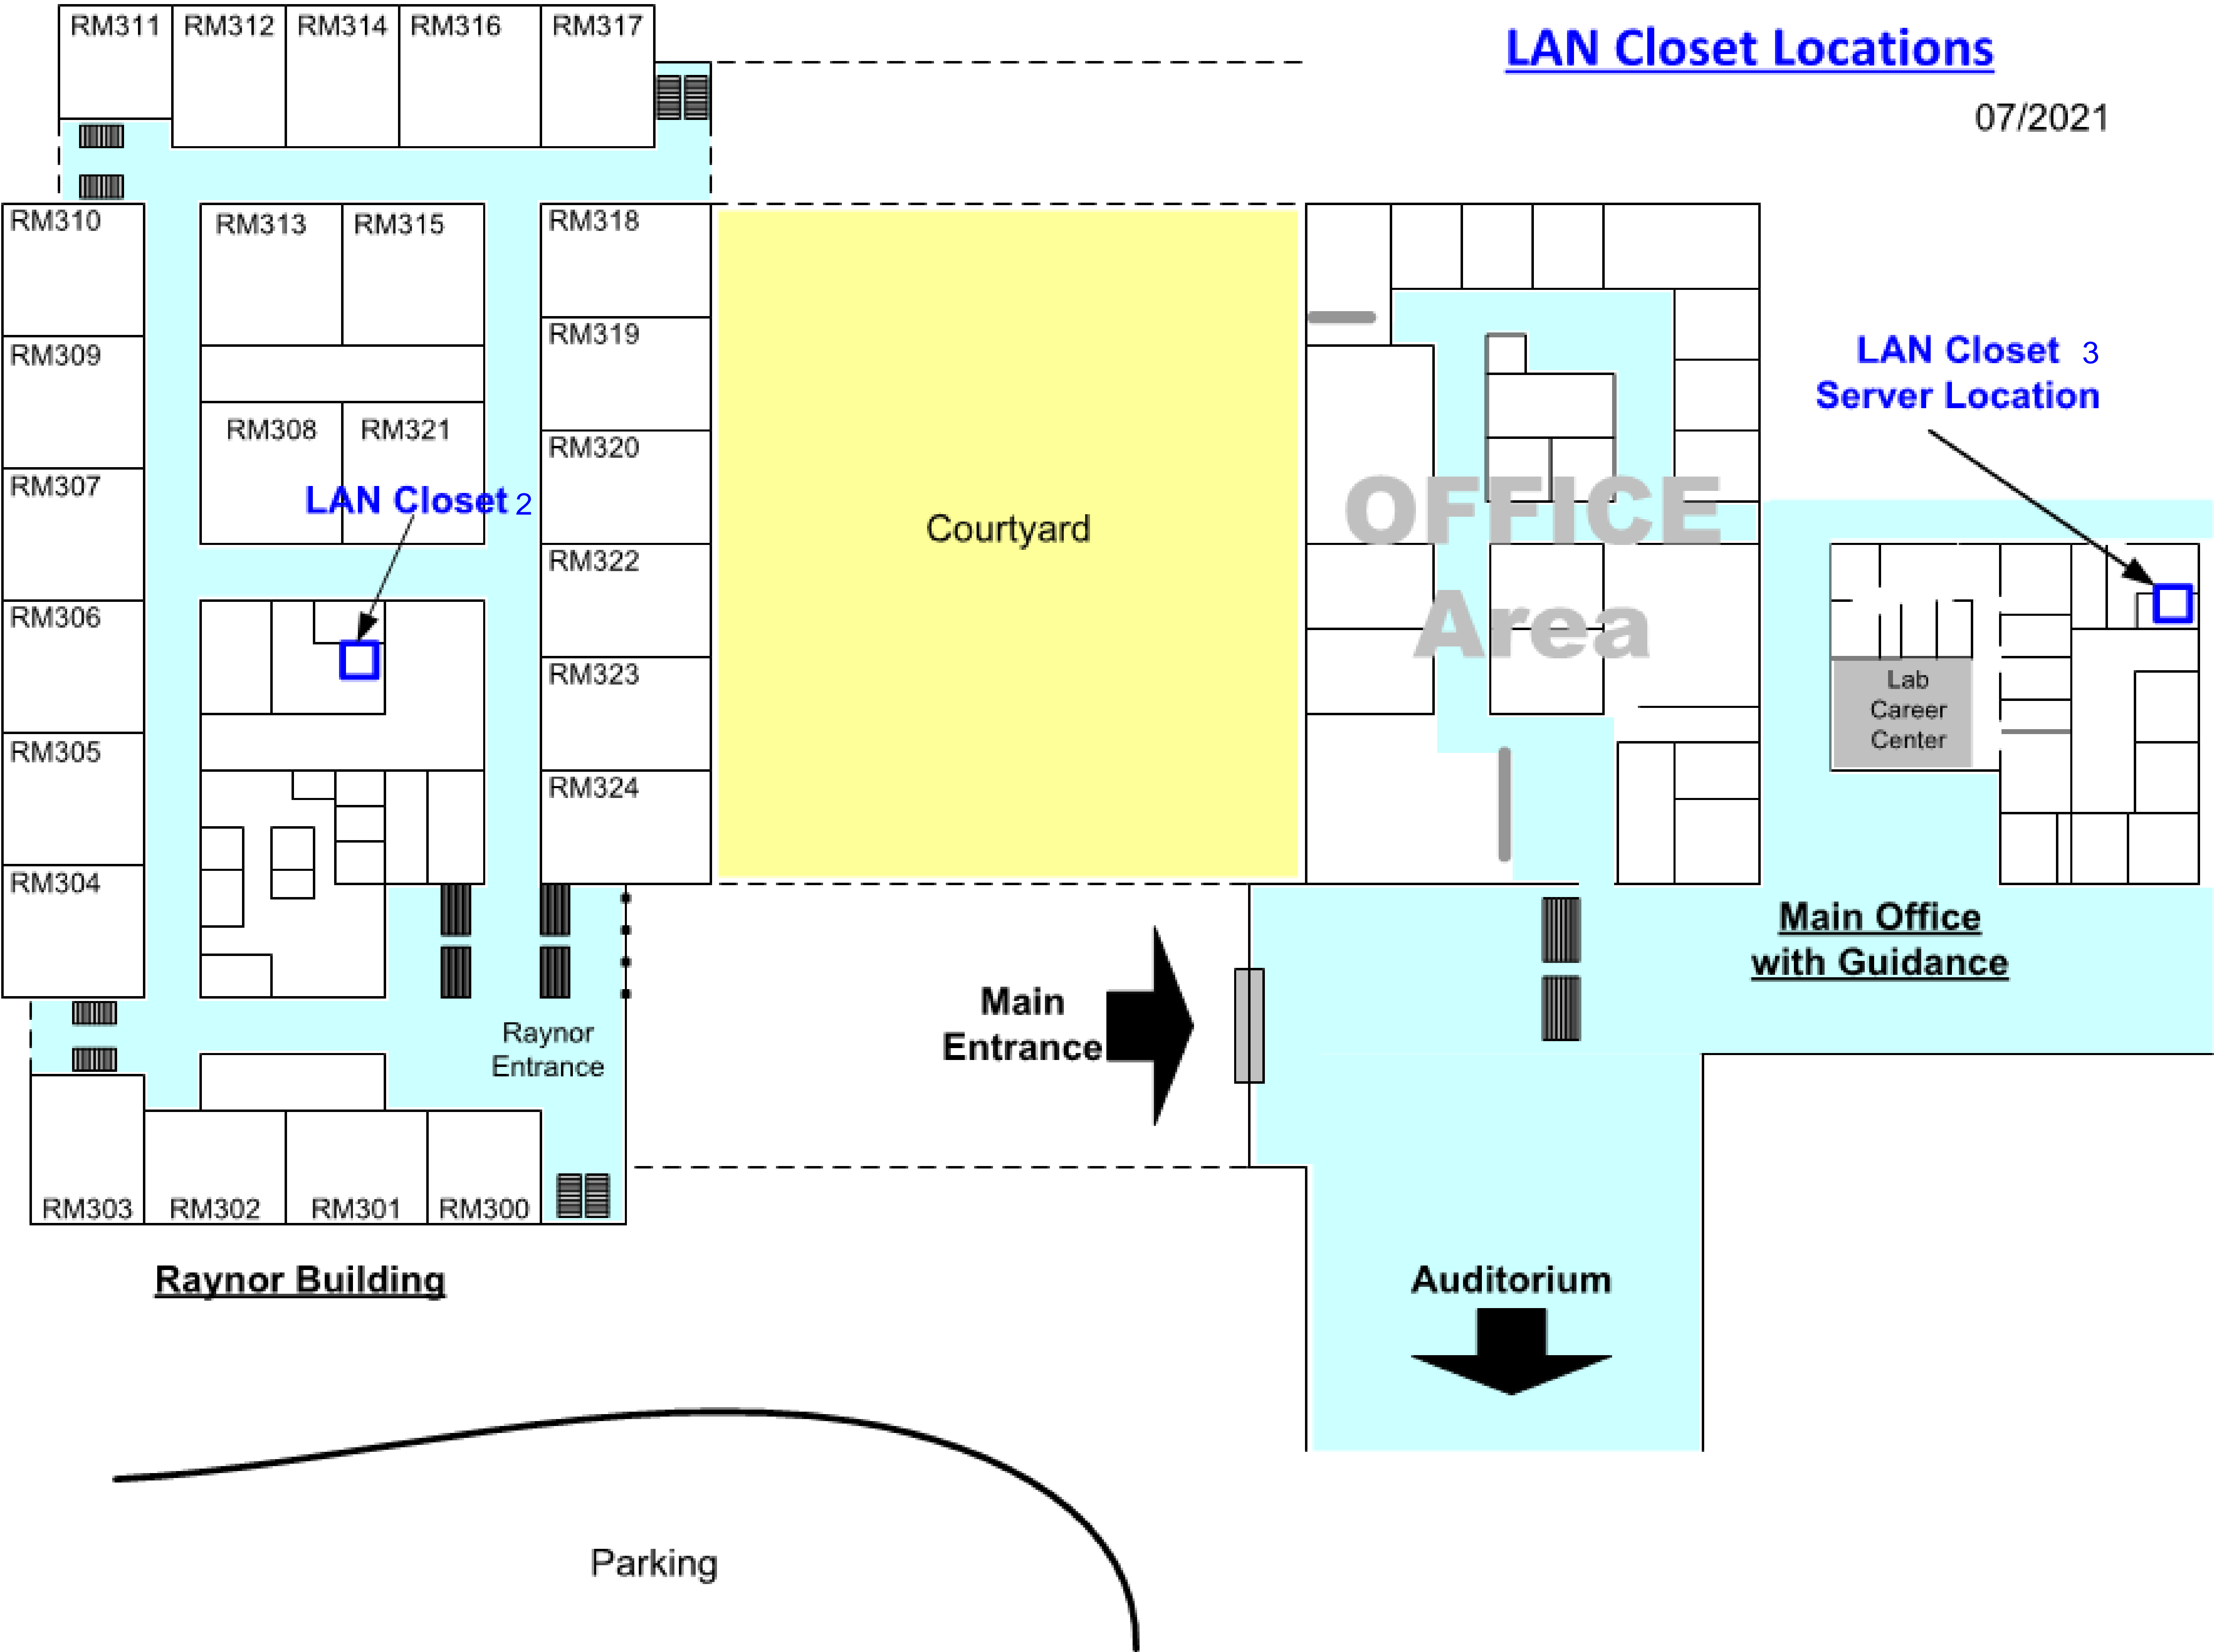 RM311 RM312 RM314 RM316 RM317
LAN Closet Locations
07/2021
RM310
RM313 RM315
RM318
RM309
RM319
LAN Closet 3
Server Location
RM308 RM321
RM320
RM307
LAN Closet 2
Courtyard
OFFICE
Area
RM322
RM306
RM323
Lab
Career
Center
RM305
RM324
RM304
Main Office
with Guidance
Main
Entrance
Raynor
Entrance
RM303 RM302 RM301 RM300
Raynor Building
Auditorium
Parking